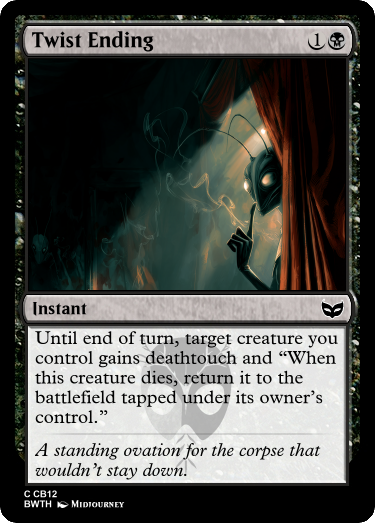 Twist Ending 1
Instant
Until end of turn, target creature you
control gains deathtouch and “When
this creature dies, return it to the
battlefield tapped under its owner’s
control.”
A standing ovation for the corpse that
wouldn’t stay down.
C CB12
BWTH Midjourney